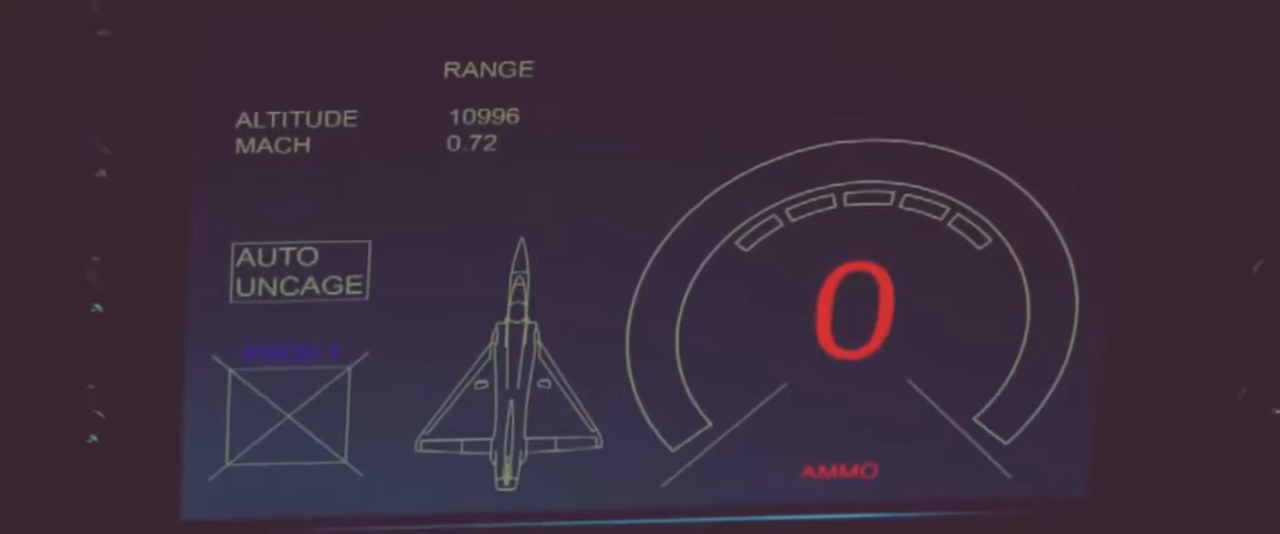 RANGE
ALTITUDE 10996
MACH 0.72
AUTO
UNCAGE
0
AMMO